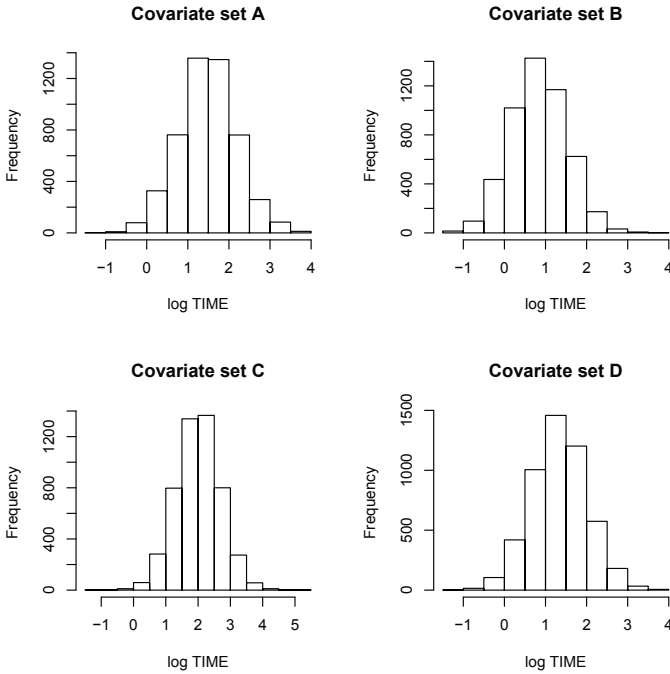 Covariate set A
Frequency
0 400 800 1200
−1 0 1 2 3 4
log TIME
Covariate set B
Frequency
0 400 800 1200
−1 0 1 2 3 4
log TIME
Covariate set C
Frequency
0 400 800 1200
−1 0 1 2 3 4 5
log TIME
Covariate set D
Frequency
0 500 1000 1500
−1 0 1 2 3 4
log TIME